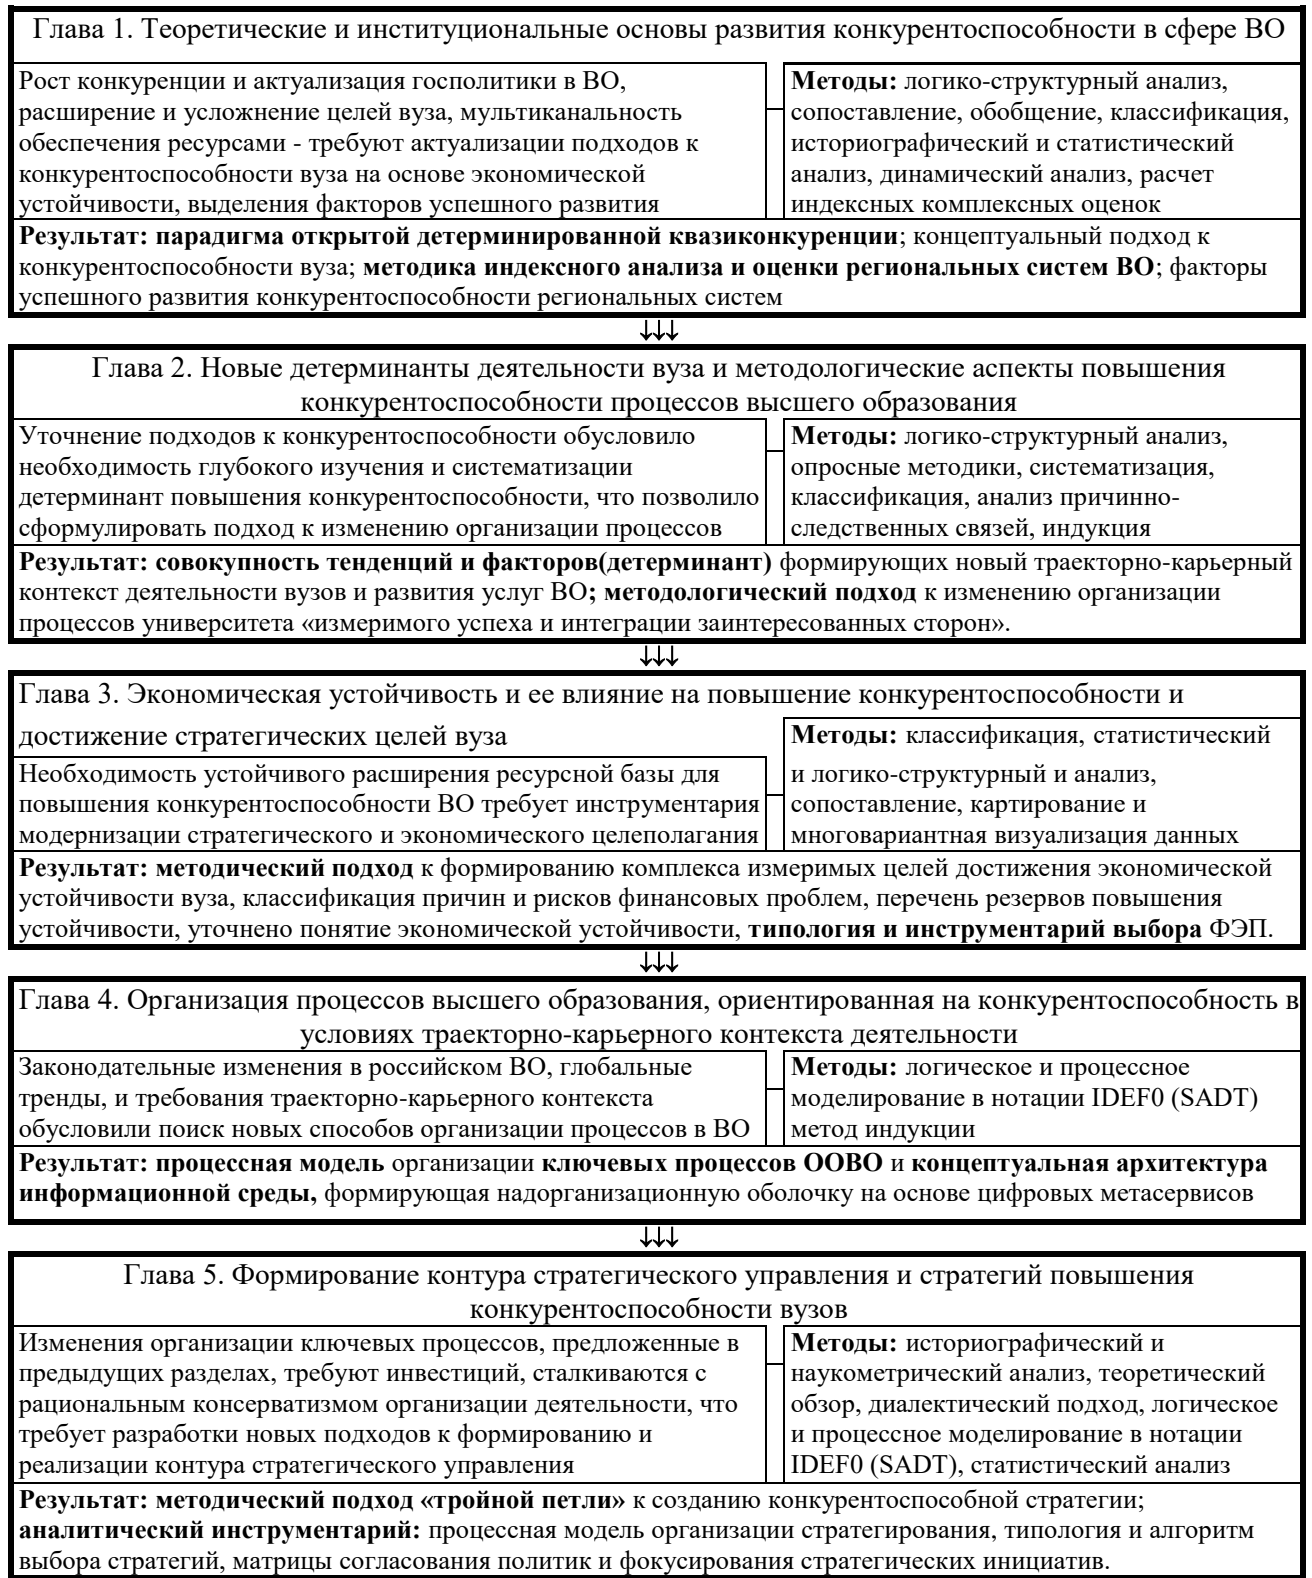 Глава 1. Теоретические и институциональные основы развития конкурентоспособности в сфере ВО
Рост конкуренции и актуализация госполитики в ВО,
расширение и усложнение целей вуза, мультиканальность
обеспечения ресурсами - требуют актуализации подходов к
конкурентоспособности вуза на основе экономической
устойчивости, выделения факторов успешного развития
Методы: логико-структурный анализ,
сопоставление, обобщение, классификация,
историографический и статистический
анализ, динамический анализ, расчет
индексных комплексных оценок
Результат: парадигма открытой детерминированной квазиконкуренции; концептуальный подход к
конкурентоспособности вуза; методика индексного анализа и оценки региональных систем ВО; факторы
успешного развития конкурентоспособности региональных систем
↓↓↓
Глава 2. Новые детерминанты деятельности вуза и методологические аспекты повышения
конкурентоспособности процессов высшего образования
Уточнение подходов к конкурентоспособности обусловило
необходимость глубокого изучения и систематизации
детерминант повышения конкурентоспособности, что позволило
сформулировать подход к изменению организации процессов
Методы: логико-структурный анализ,
опросные методики, систематизация,
классификация, анализ причинно-
следственных связей, индукция
Результат: совокупность тенденций и факторов(детерминант) формирующих новый траекторно-карьерный
контекст деятельности вузов и развития услуг ВО; методологический подход к изменению организации
процессов университета «измеримого успеха и интеграции заинтересованных сторон».
↓↓↓
Глава 3. Экономическая устойчивость и ее влияние на повышение конкурентоспособности и
достижение стратегических целей вуза
Необходимость устойчивого расширения ресурсной базы для
повышения конкурентоспособности ВО требует инструментария
модернизации стратегического и экономического целеполагания
Методы: классификация, статистический
и логико-структурный и анализ,
сопоставление, картирование и
многовариантная визуализация данных
Результат: методический подход к формированию комплекса измеримых целей достижения экономической
устойчивости вуза, классификация причин и рисков финансовых проблем, перечень резервов повышения
устойчивости, уточнено понятие экономической устойчивости, типология и инструментарий выбора ФЭП.
↓↓↓
Глава 4. Организация процессов высшего образования, ориентированная на конкурентоспособность в
условиях траекторно-карьерного контекста деятельности
Законодательные изменения в российском ВО, глобальные
тренды, и требования траекторно-карьерного контекста
обусловили поиск новых способов организации процессов в ВО
Методы: логическое и процессное
моделирование в нотации IDEF0 (SADT)
метод индукции
Результат: процессная модель организации ключевых процессов ООВО и концептуальная архитектура
информационной среды, формирующая надорганизационную оболочку на основе цифровых метасервисов
↓↓↓
Глава 5. Формирование контура стратегического управления и стратегий повышения
конкурентоспособности вузов
Изменения организации ключевых процессов, предложенные в
предыдущих разделах, требуют инвестиций, сталкиваются с
рациональным консерватизмом организации деятельности, что
требует разработки новых подходов к формированию и
реализации контура стратегического управления
Методы: историографический и
наукометрический анализ, теоретический
обзор, диалектический подход, логическое
и процессное моделирование в нотации
IDEF0 (SADT), статистический анализ
Результат: методический подход «тройной петли» к созданию конкурентоспособной стратегии;
аналитический инструментарий: процессная модель организации стратегирования, типология и алгоритм
выбора стратегий, матрицы согласования политик и фокусирования стратегических инициатив.